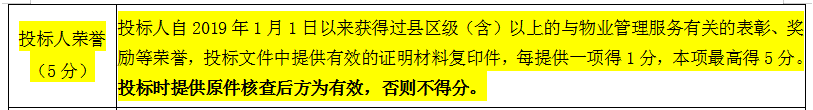 投标人荣誉
（5 分）
投标人自 2019 年 1 月 1 日以来获得过县区级（含）以上的与物业管理服务有关的表彰、奖
励等荣誉，投标文件中提供有效的证明材料复印件，每提供一项得 1 分，本项最高得 5 分。
投标时提供原件核查后方为有效，否则不得分。